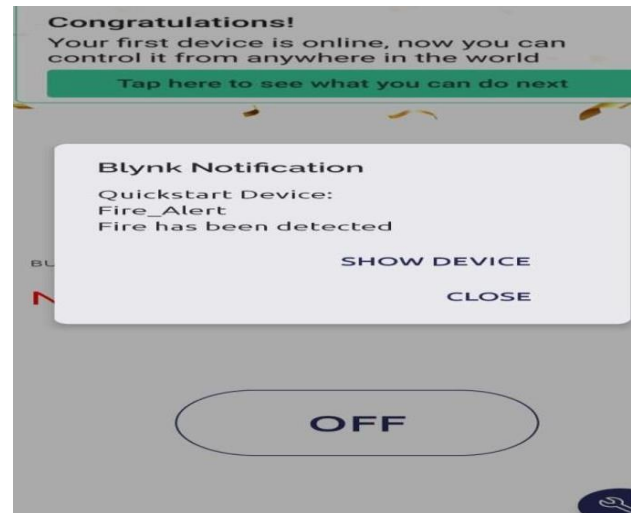 Congratulations!
Your first device is online, now you can
control it from anywhere in the world
Tap here to see what you can do next
Blynk Notification
Quickstart Device:
Fire_Alert
Fire has been detected
SHOW DEVICE
CLOSE
BL
N
OFF